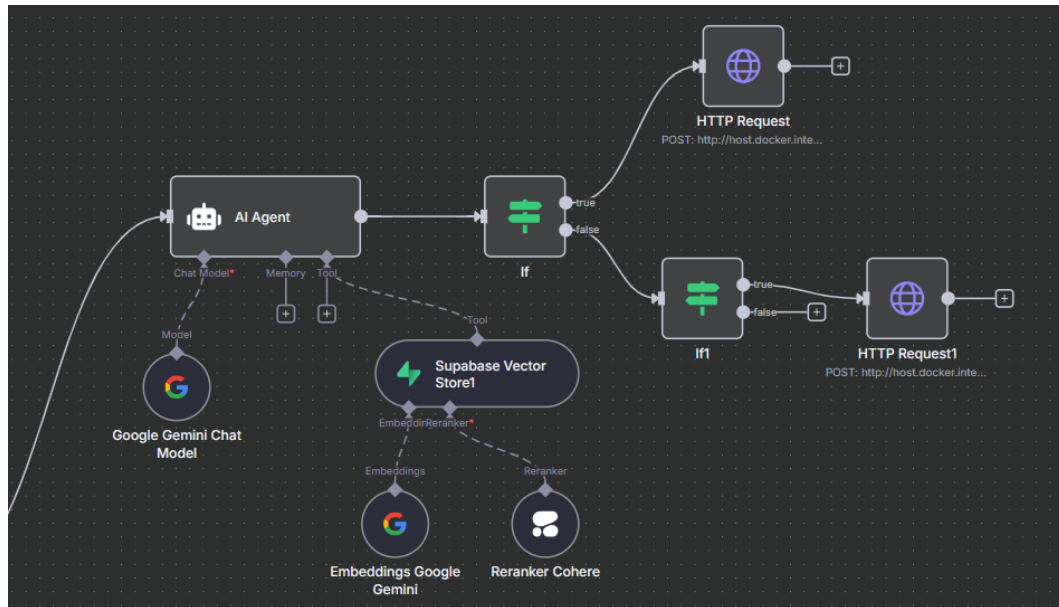 HTTP Request
POST: http://host.docker.inte...
AI Agent
true
false
Chat Model*
Memory
Tool
If
Tool
true
false
Model
If1
HTTP Request1
POST: http://host.docker.inte...
Supabase Vector
Store1
Google Gemini Chat
Model
Reranker*
Embeddings
Reranker
Embeddings Google
Gemini
Reranker Cohere